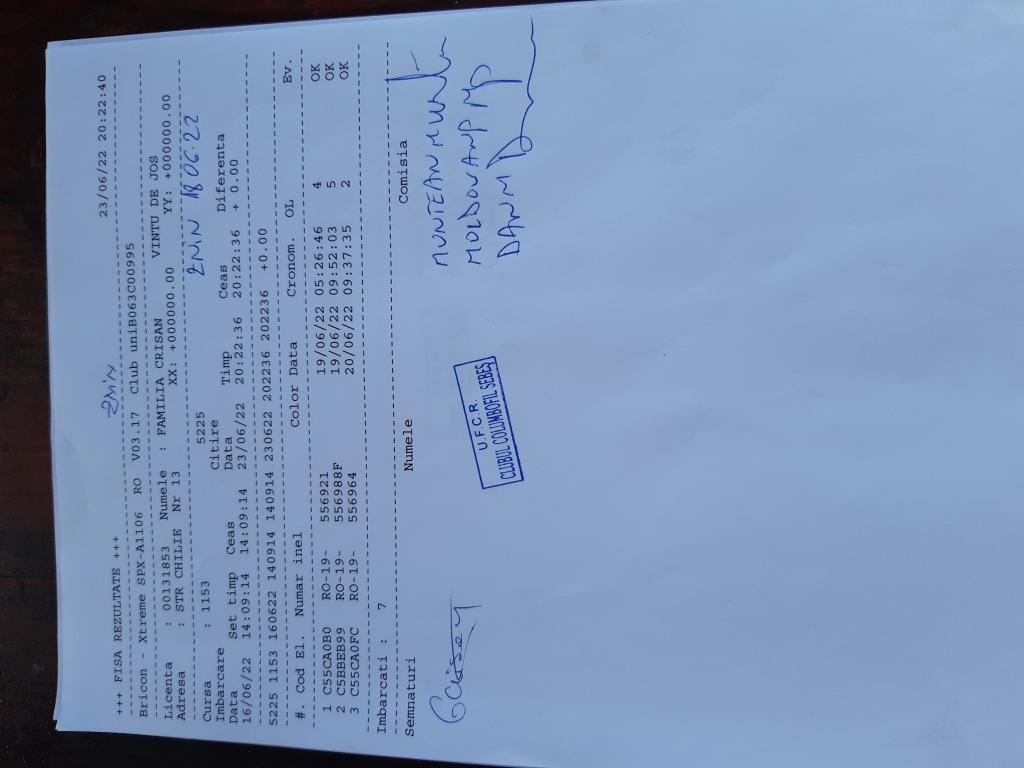 +++ FISA REZULTATE +++ 2MIN 23/06/22 20:22:40
Bricon - Xtreme SPX-A1106 RO V03.17 Club uniB063C00995
Licenta : 00131853 Numele : FAMILIA CRISAN VINTU DE JOS
Adresa : STR CHILIE Nr 13 XX: +000000.00 YY: +000000.00
Cursa : 1153 5225 2MIN 18.06.22
Imbarcare Citire
Data Set timp Ceas Data Timp Ceas Diferenta
16/06/22 14:09:14 14:09:14 23/06/22 20:22:36 20:22:36 + 0.00
5225 1153 160622 140914 140914 230622 202236 202236 +0.00
#. Cod El. Numar inel Color Data Cronom. OL Ev.
1 C55CA0B0 RO-19- 556921 19/06/22 05:26:46 4 OK
2 C5BBEB99 RO-19- 556988F 19/06/22 09:52:03 5 OK
3 C55CA0FC RO-19- 556964 20/06/22 09:37:35 2 OK
Imbarcati : 7
Semnaturi Numele Comisia
MUNTEAN
MOLDOVAN P
DAN M
U.F.C.R.
CLUBUL COLUMBOFIL SEBEȘ